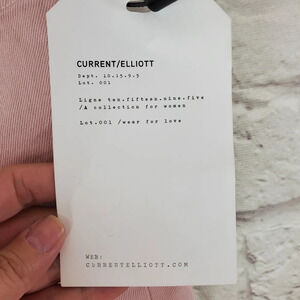 CURRENT/ELLIOTT
Dept. 10.15.9.5
Lot. 001
Ligne ten.fifteen.nine.five
/A collection for women
Lot.001 /wear for love
WEB:
CURRENTELLIOTT.COM